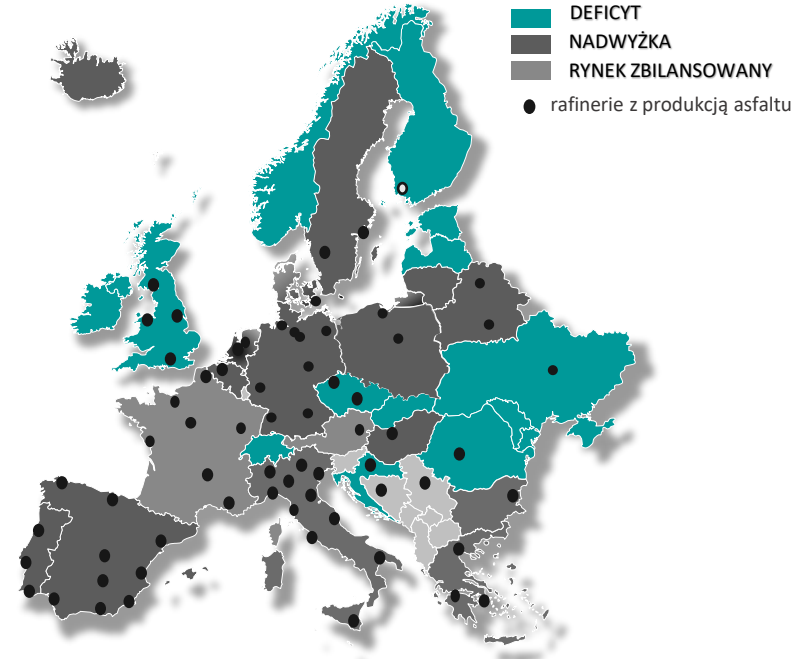 DEFICYT
NADWYŻKA
RYNEK ZBILANSOWANY
rafinerie z produkcją asfaltu